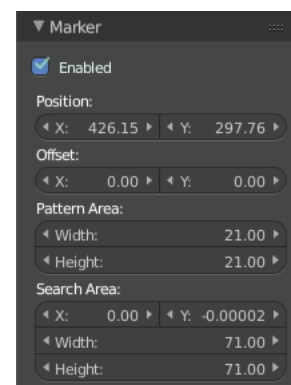 Marker
Enabled
Position:
X: 426.15 Y: 297.76
Offset:
X: 0.00 Y: 0.00
Pattern Area:
Width: 21.00
Height: 21.00
Search Area:
X: 0.00 Y: -0.00002
Width: 71.00
Height: 71.00